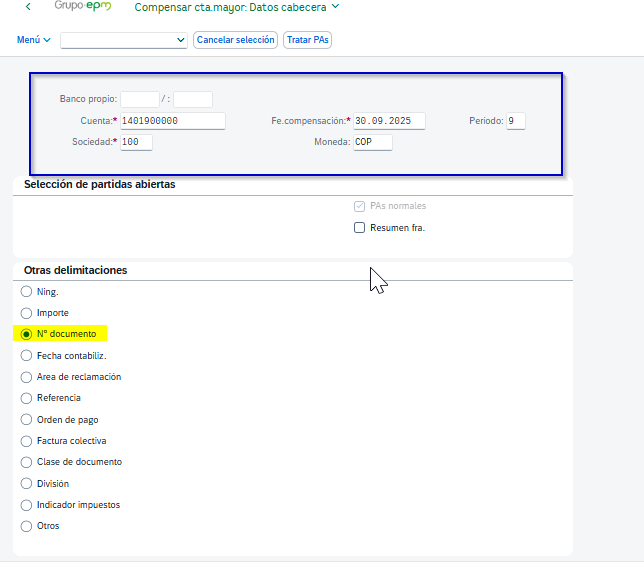 Grupo·epm Compensar cta.mayor: Datos cabecera
Menú Cancelar selección Tratar PAs
Banco propio: / :
Cuenta:* 1401900000 Fe.compensación:* 30.09.2025 Periodo: 9
Sociedad:* 100 Moneda: COP
Selección de partidas abiertas
PAs normales
Resumen fra.
Otras delimitaciones
Ning.
Importe
Nº documento
Fecha contabiliz.
Area de reclamación
Referencia
Orden de pago
Factura colectiva
Clase de documento
División
Indicador impuestos
Otros